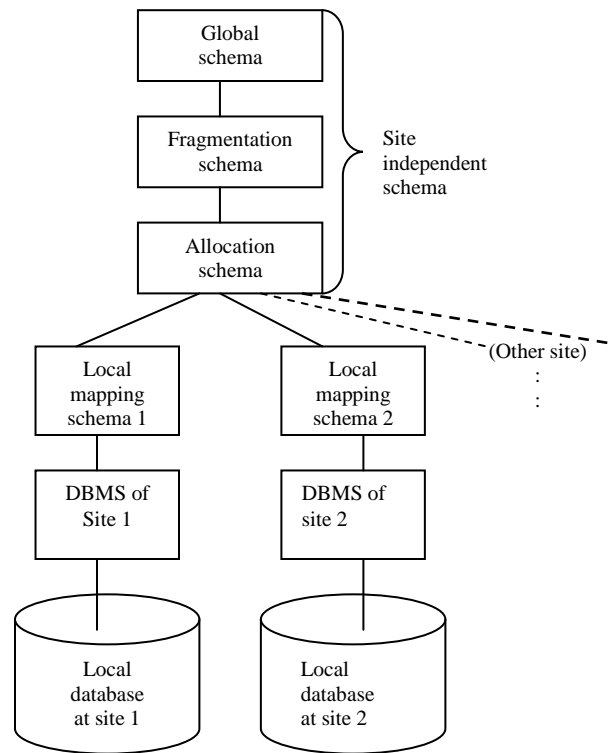 Global
schema
Fragmentation
schema
Site
independent
schema
Allocation
schema
(Other site)
:
:
Local
mapping
schema 1
Local
mapping
schema 2
DBMS of
Site 1
DBMS of
site 2
Local
database
at site 1
Local
database
at site 2